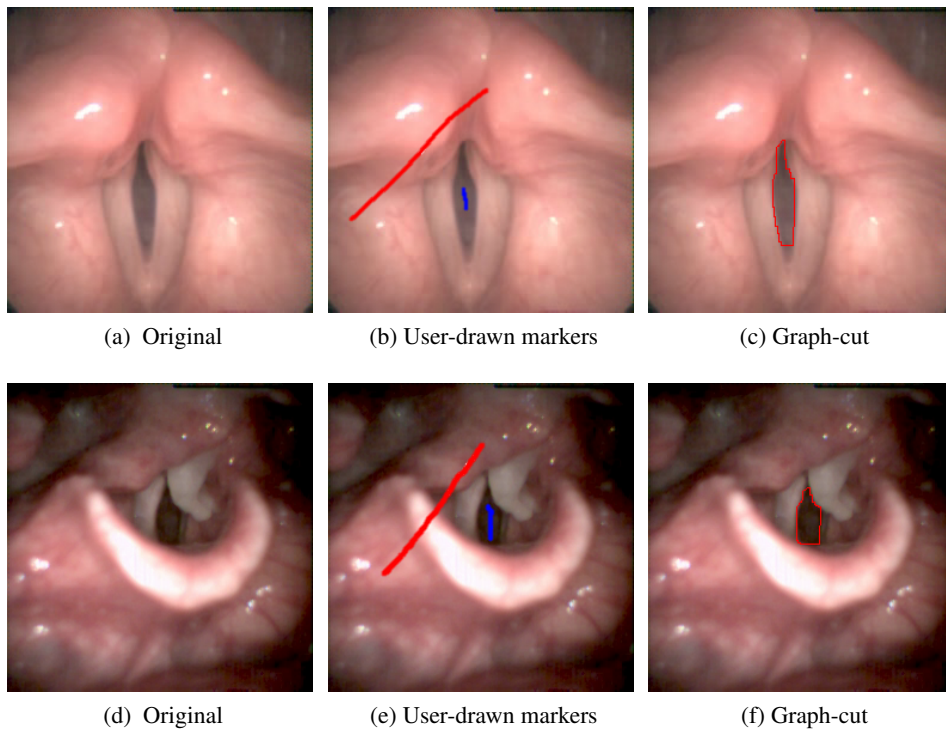 (a) Original
(b) User-drawn markers
(c) Graph-cut
(d) Original
(e) User-drawn markers
(f) Graph-cut